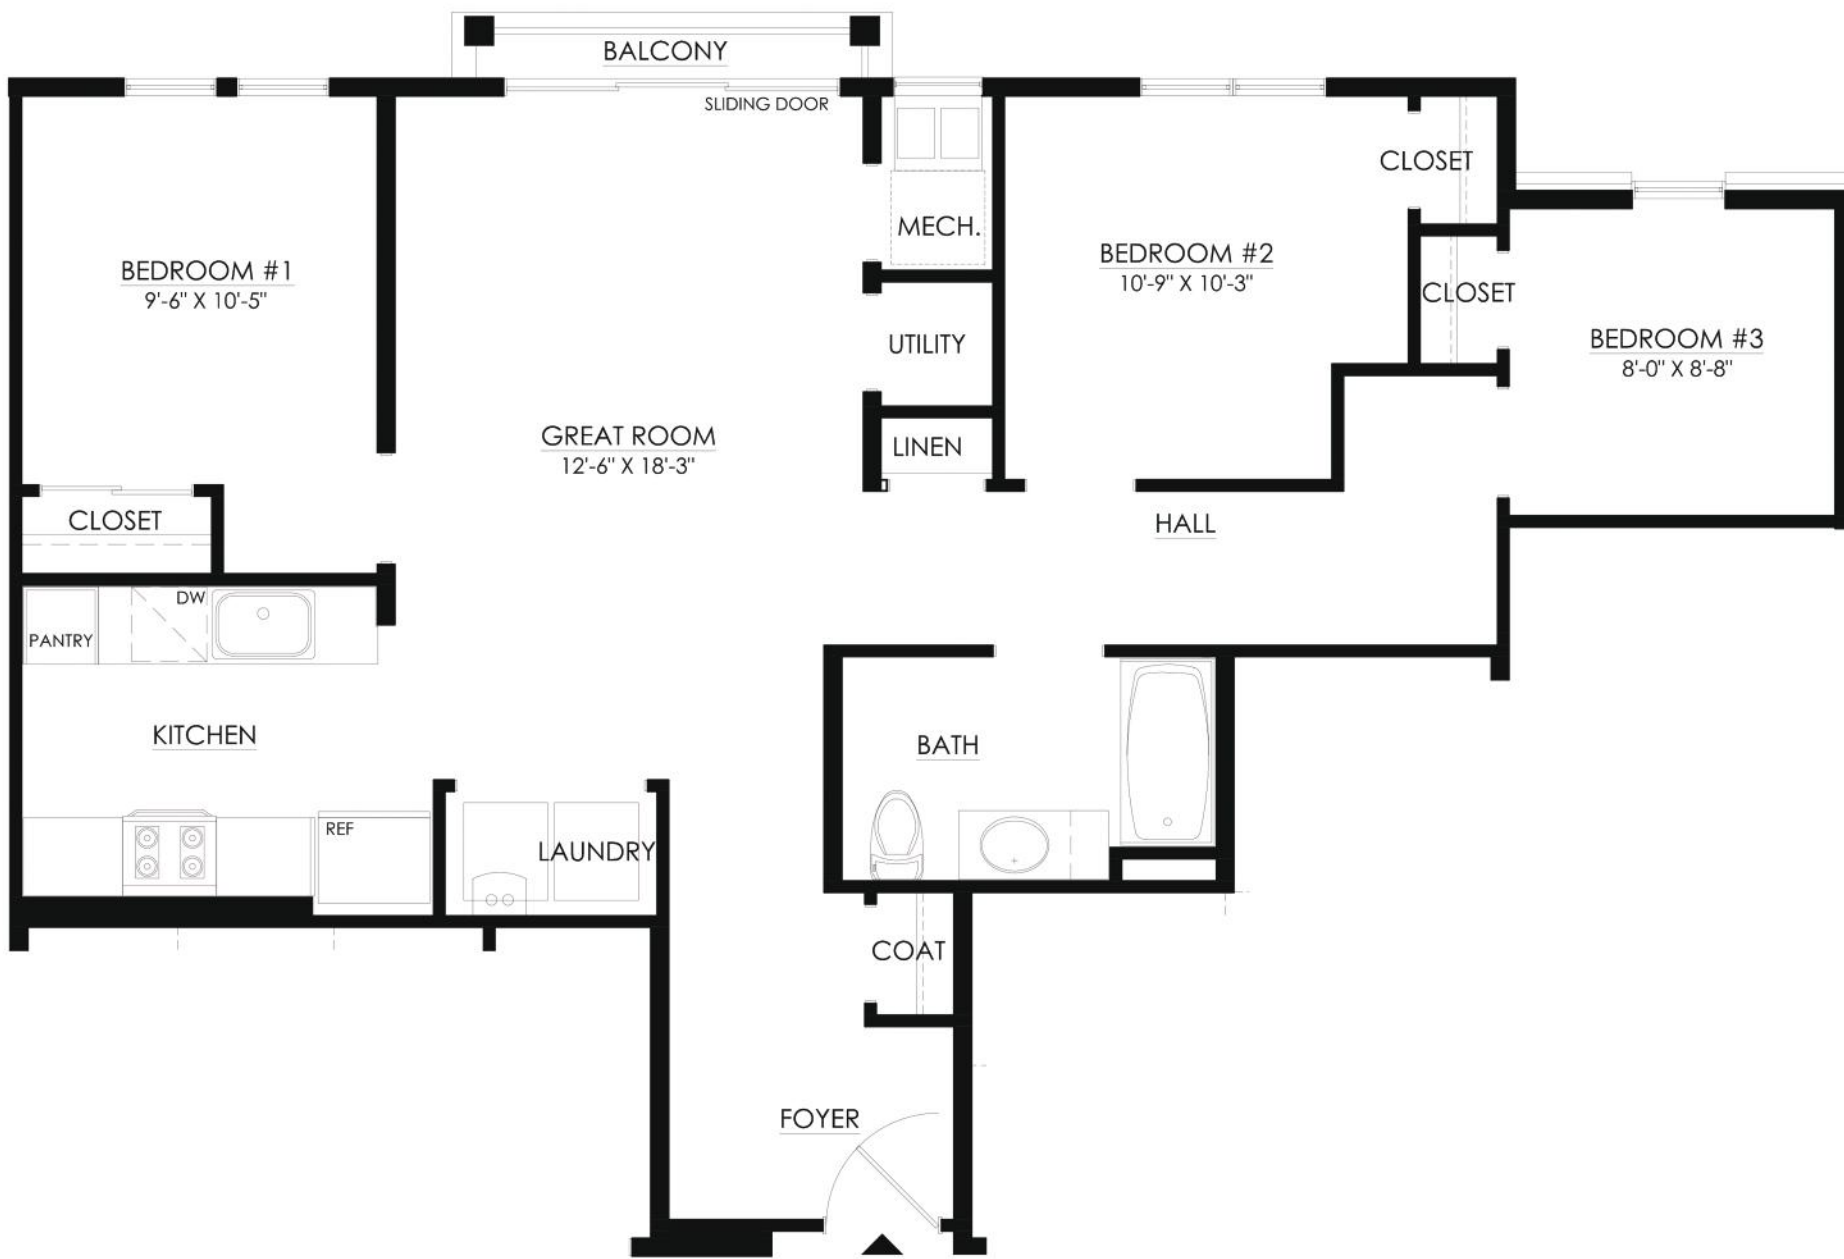 BALCONY
SLIDING DOOR
CLOSET
MECH.
BEDROOM #2
10'-9" X 10'-3"
BEDROOM #1
9'-6" X 10'-5"
CLOSET
UTILITY
BEDROOM #3
8'-0" X 8'-8"
GREAT ROOM
12'-6" X 18'-3"
LINEN
CLOSET
HALL
DW
PANTRY
KITCHEN
BATH
REF
LAUNDRY
COAT
FOYER